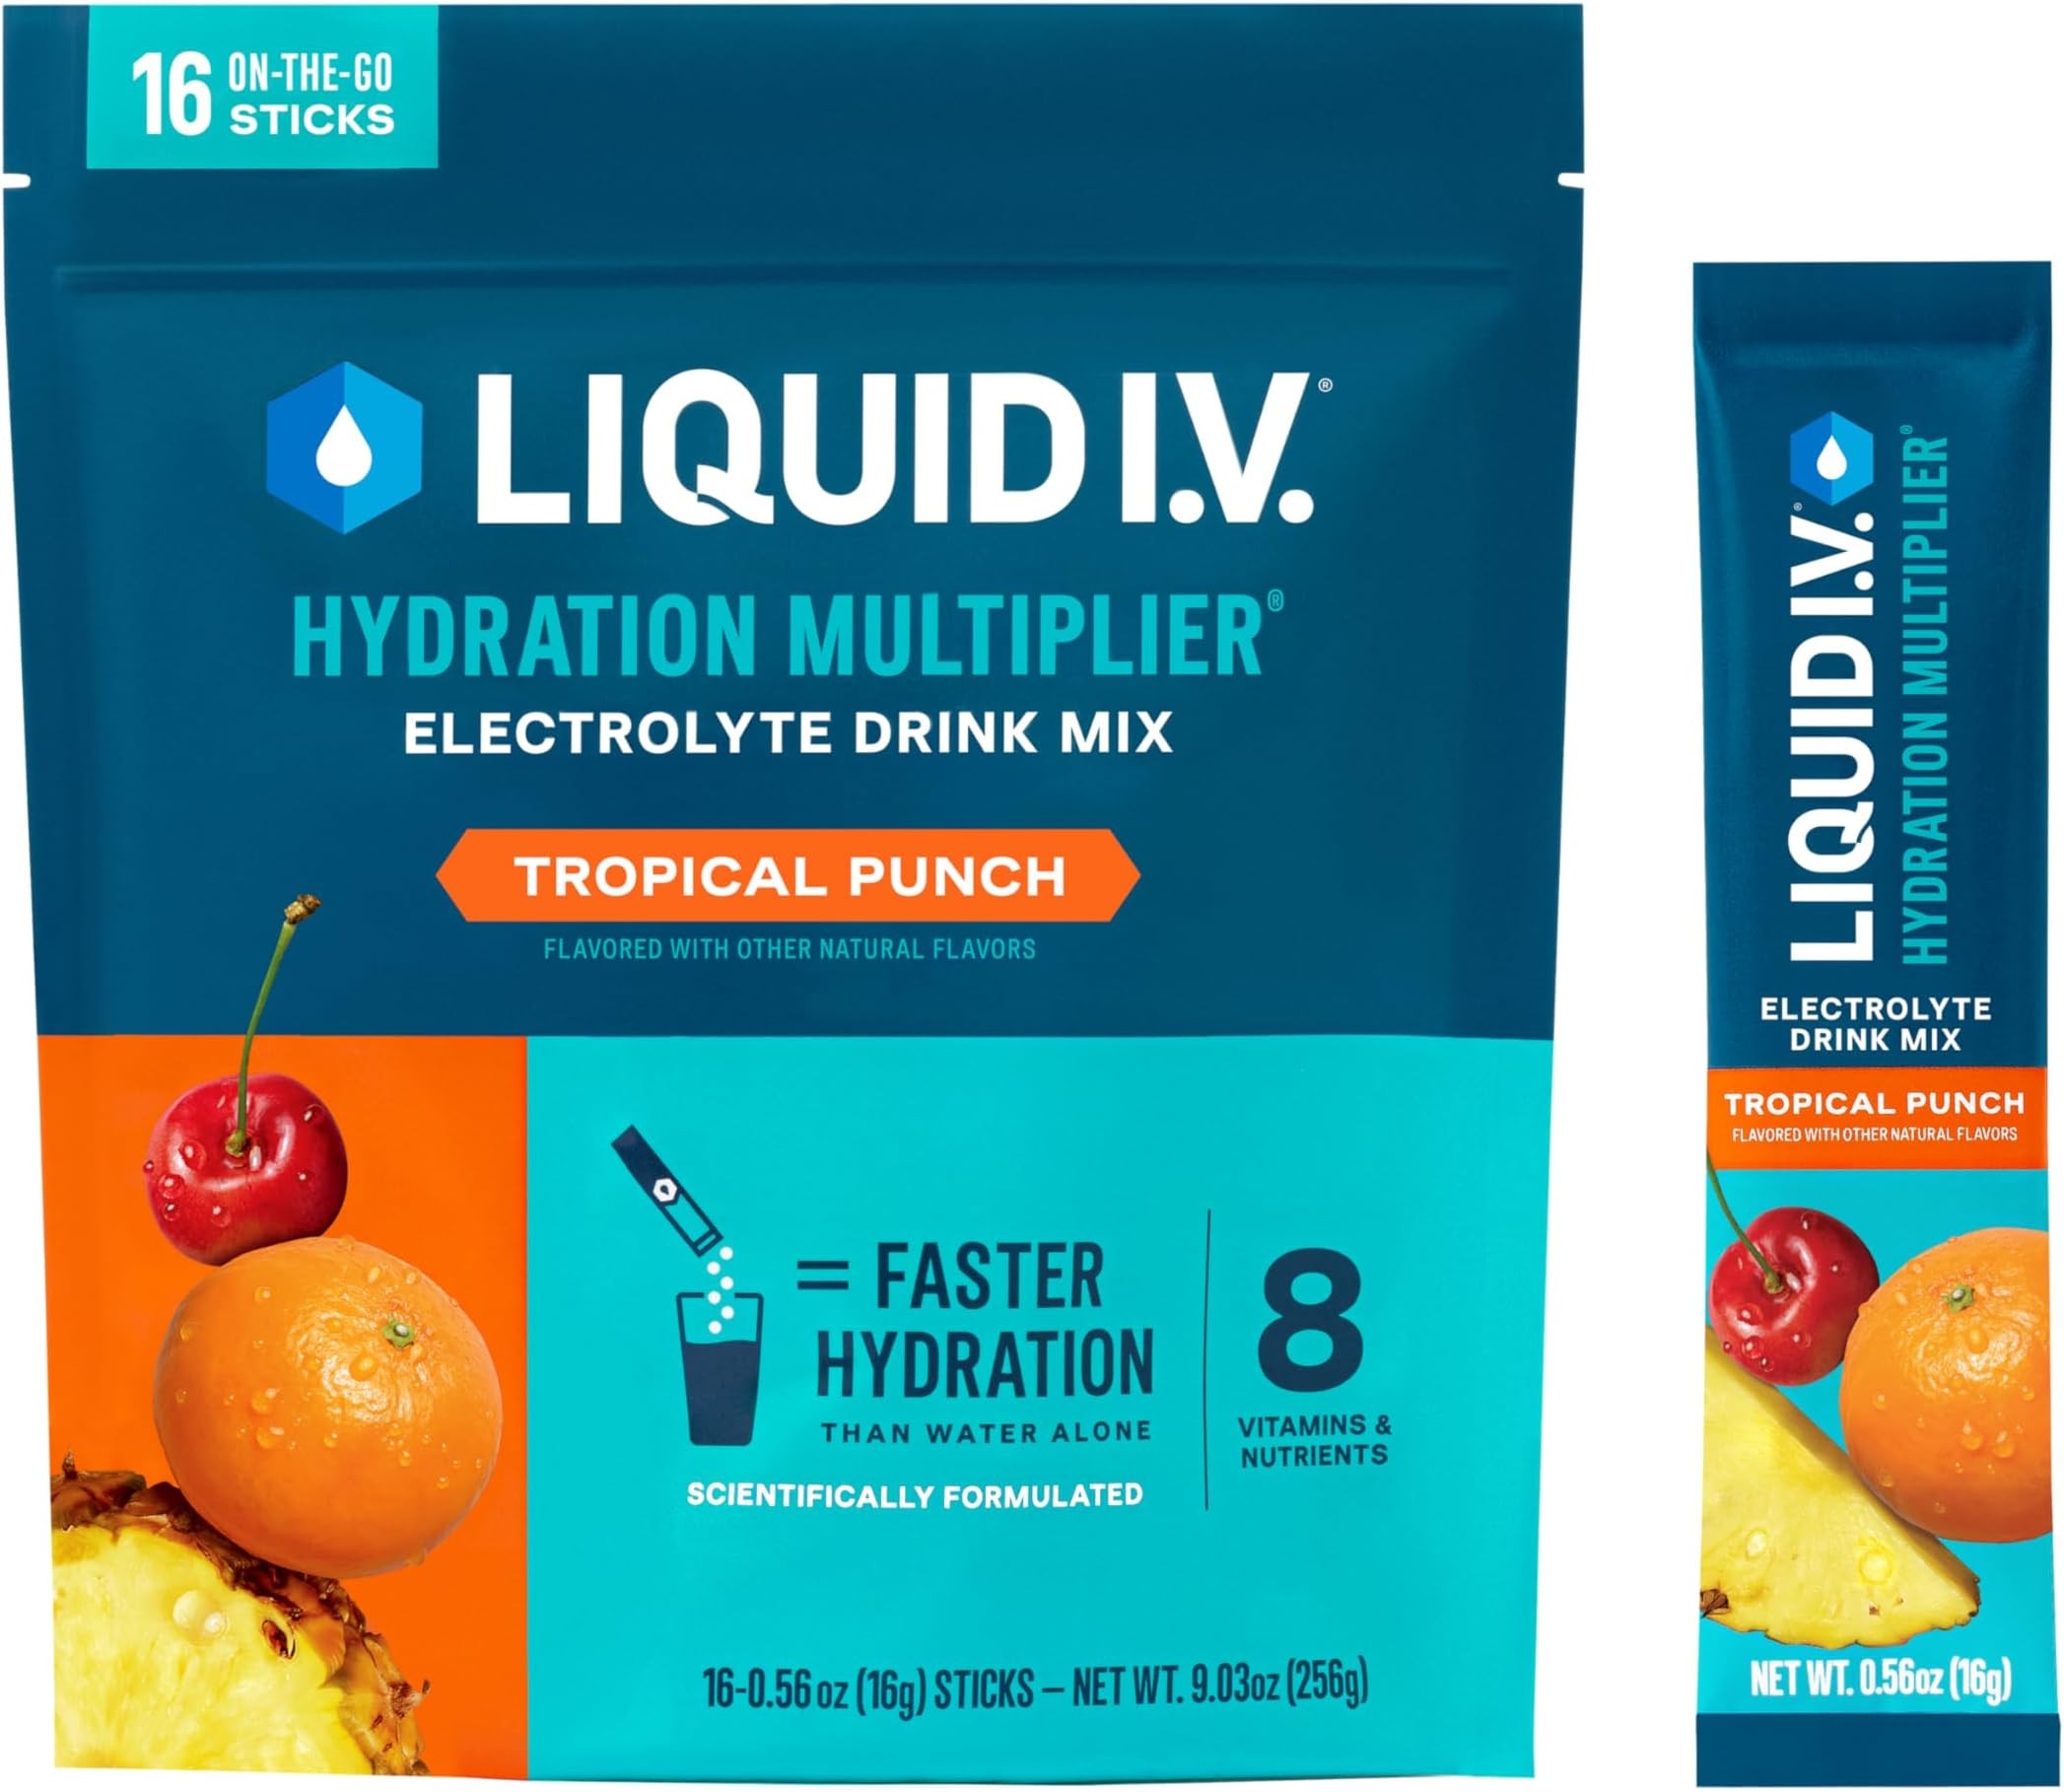 16 ON-THE-GO
STICKS
LIQUID I.V.®
HYDRATION MULTIPLIER®
ELECTROLYTE DRINK MIX
TROPICAL PUNCH
FLAVORED WITH OTHER NATURAL FLAVORS
= FASTER
HYDRATION
THAN WATER ALONE
SCIENTIFICALLY FORMULATED
8
VITAMINS &
NUTRIENTS
16-0.56 oz (16g) STICKS – NET WT. 9.03oz (256g)
LIQUID I.V.®
HYDRATION MULTIPLIER®
ELECTROLYTE
DRINK MIX
TROPICAL PUNCH
FLAVORED WITH OTHER NATURAL FLAVORS
NET WT. 0.56oz (16g)